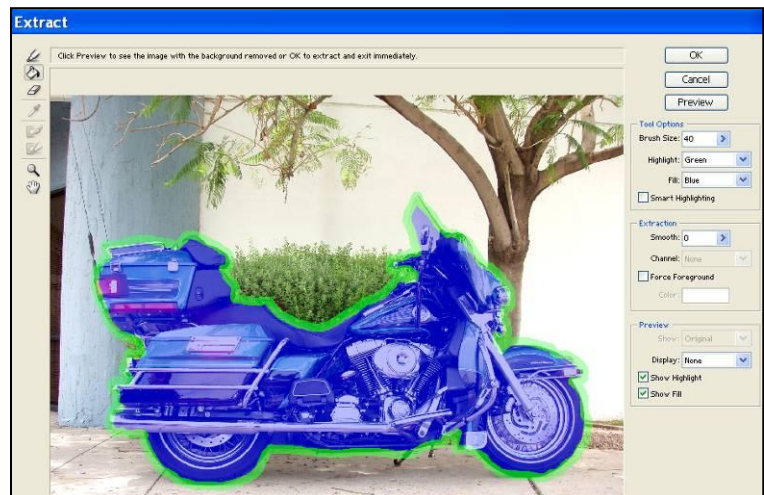 Extract
Click Preview to see the image with the background removed or OK to extract and exit immediately.
OK
Cancel
Preview
Tool Options
Brush Size: 40
Highlight: Green
Fill: Blue
Smart Highlighting
Extraction
Smooth: 0
Channel: None
Force Foreground
Color:
Preview
Show: Original
Display: None
Show Highlight
Show Fill